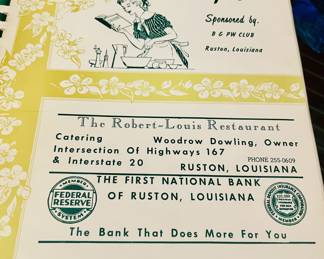 Sponsored by.
B & PW CLUB
Ruston, Louisiana
The Robert-Louis Restaurant
Catering Woodrow Dowling, Owner
Intersection Of Highways 167
& Interstate 20
PHONE 255-0609
RUSTON, LOUISIANA
THE FIRST NATIONAL BANK
OF RUSTON, LOUISIANA
MEMBER
FEDERAL
RESERVE
SYSTEM
The Bank That Does More For You